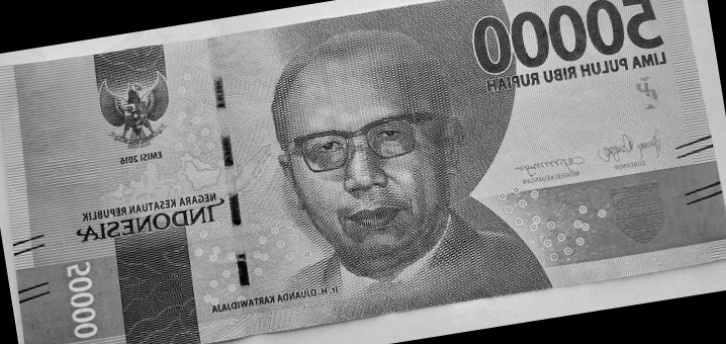 50000
LIMA PULUH RIBU RUPIAH
EMISI 2016
GUBERNUR
MENTERI KEUANGAN
NEGARA KESATUAN REPUBLIK
INDONESIA
Ir. H. DJUANDA KARTAWIDJAJA
50000